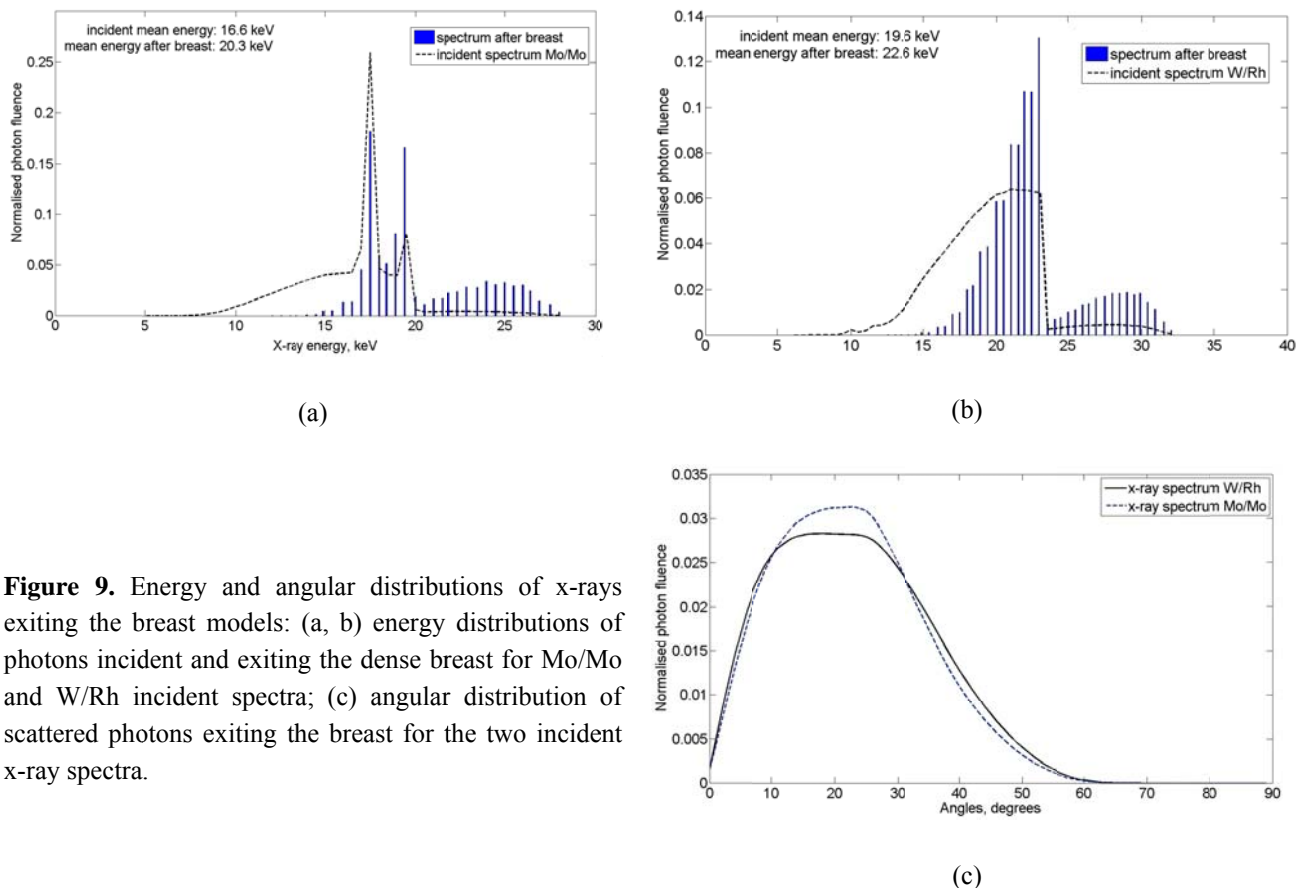 incident mean energy: 16.6 keV
mean energy after breast: 20.3 keV
spectrum after breast
incident spectrum Mo/Mo
0.25
0.2
0.15
0.1
0.05
0
Normalised photon fluence
0 5 10 15 20 25 30
X-ray energy, keV
(a)
incident mean energy: 19.6 keV
mean energy after breast: 22.6 keV
spectrum after breast
incident spectrum W/Rh
0.14
0.12
0.1
0.08
0.06
0.04
0.02
0
Normalised photon fluence
0 5 10 15 20 25 30 35 40
(b)
Figure 9. Energy and angular distributions of x-rays
exiting the breast models: (a, b) energy distributions of
photons incident and exiting the dense breast for Mo/Mo
and W/Rh incident spectra; (c) angular distribution of
scattered photons exiting the breast for the two incident
x-ray spectra.
x-ray spectrum W/Rh
x-ray spectrum Mo/Mo
0.035
0.03
0.025
0.02
0.015
0.01
0.005
0
Normalised photon fluence
0 10 20 30 40 50 60 70 80 90
Angles, degrees
(c)